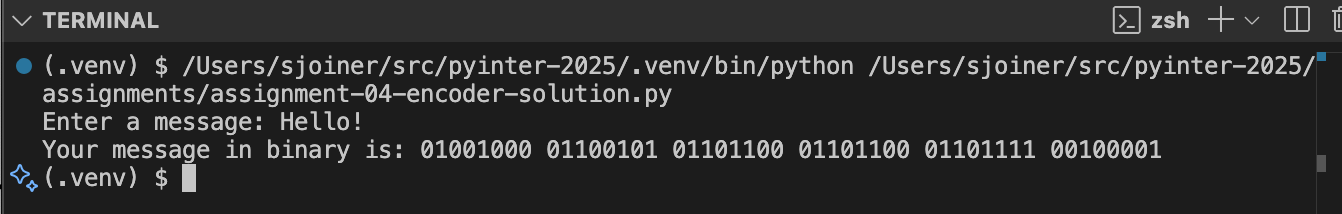 TERMINAL zsh
(.venv) $ /Users/sjoiner/src/pyinter-2025/.venv/bin/python /Users/sjoiner/src/pyinter-2025/
assignments/assignment-04-encoder-solution.py
Enter a message: Hello!
Your message in binary is: 01001000 01100101 01101100 01101100 01101111 00100001
(.venv) $